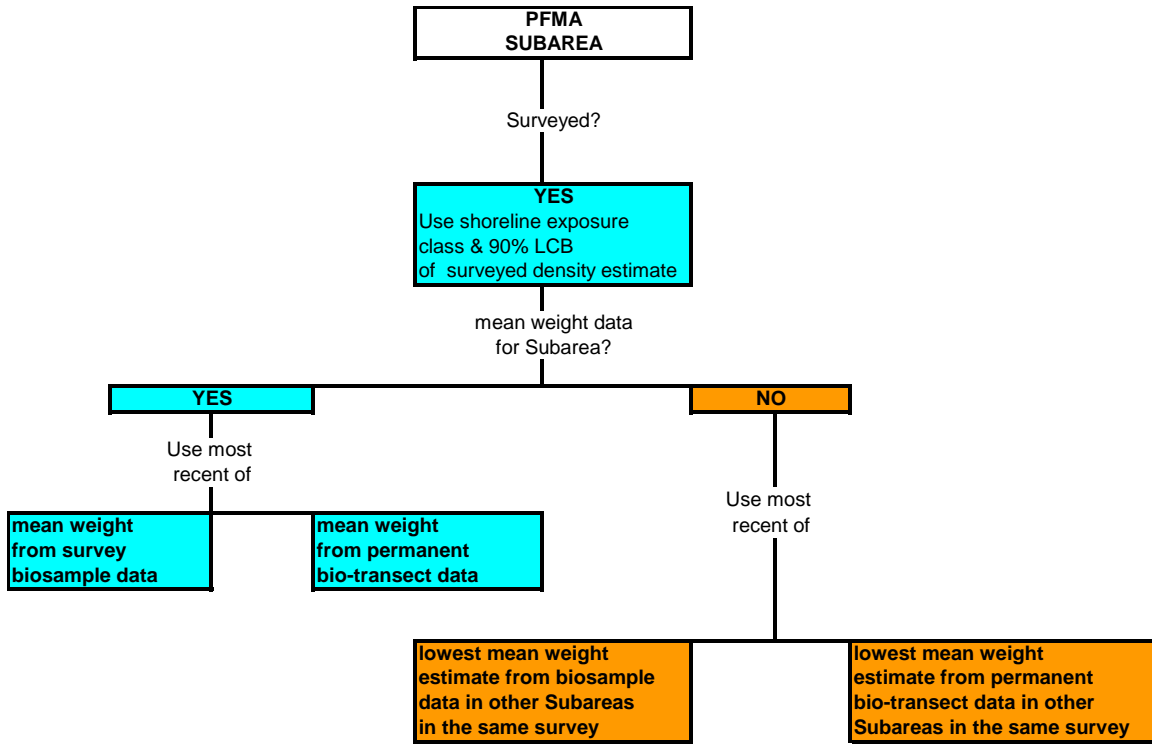 PFMA
SUBAREA
Surveyed?
YES
Use shoreline exposure
class & 90% LCB
of surveyed density estimate
mean weight data
for Subarea?
YES
NO
Use most
recent of
Use most
recent of
mean weight
from survey
biosample data
mean weight
from permanent
bio-transect data
lowest mean weight
estimate from biosample
data in other Subareas
in the same survey
lowest mean weight
estimate from permanent
bio-transect data in other
Subareas in the same survey